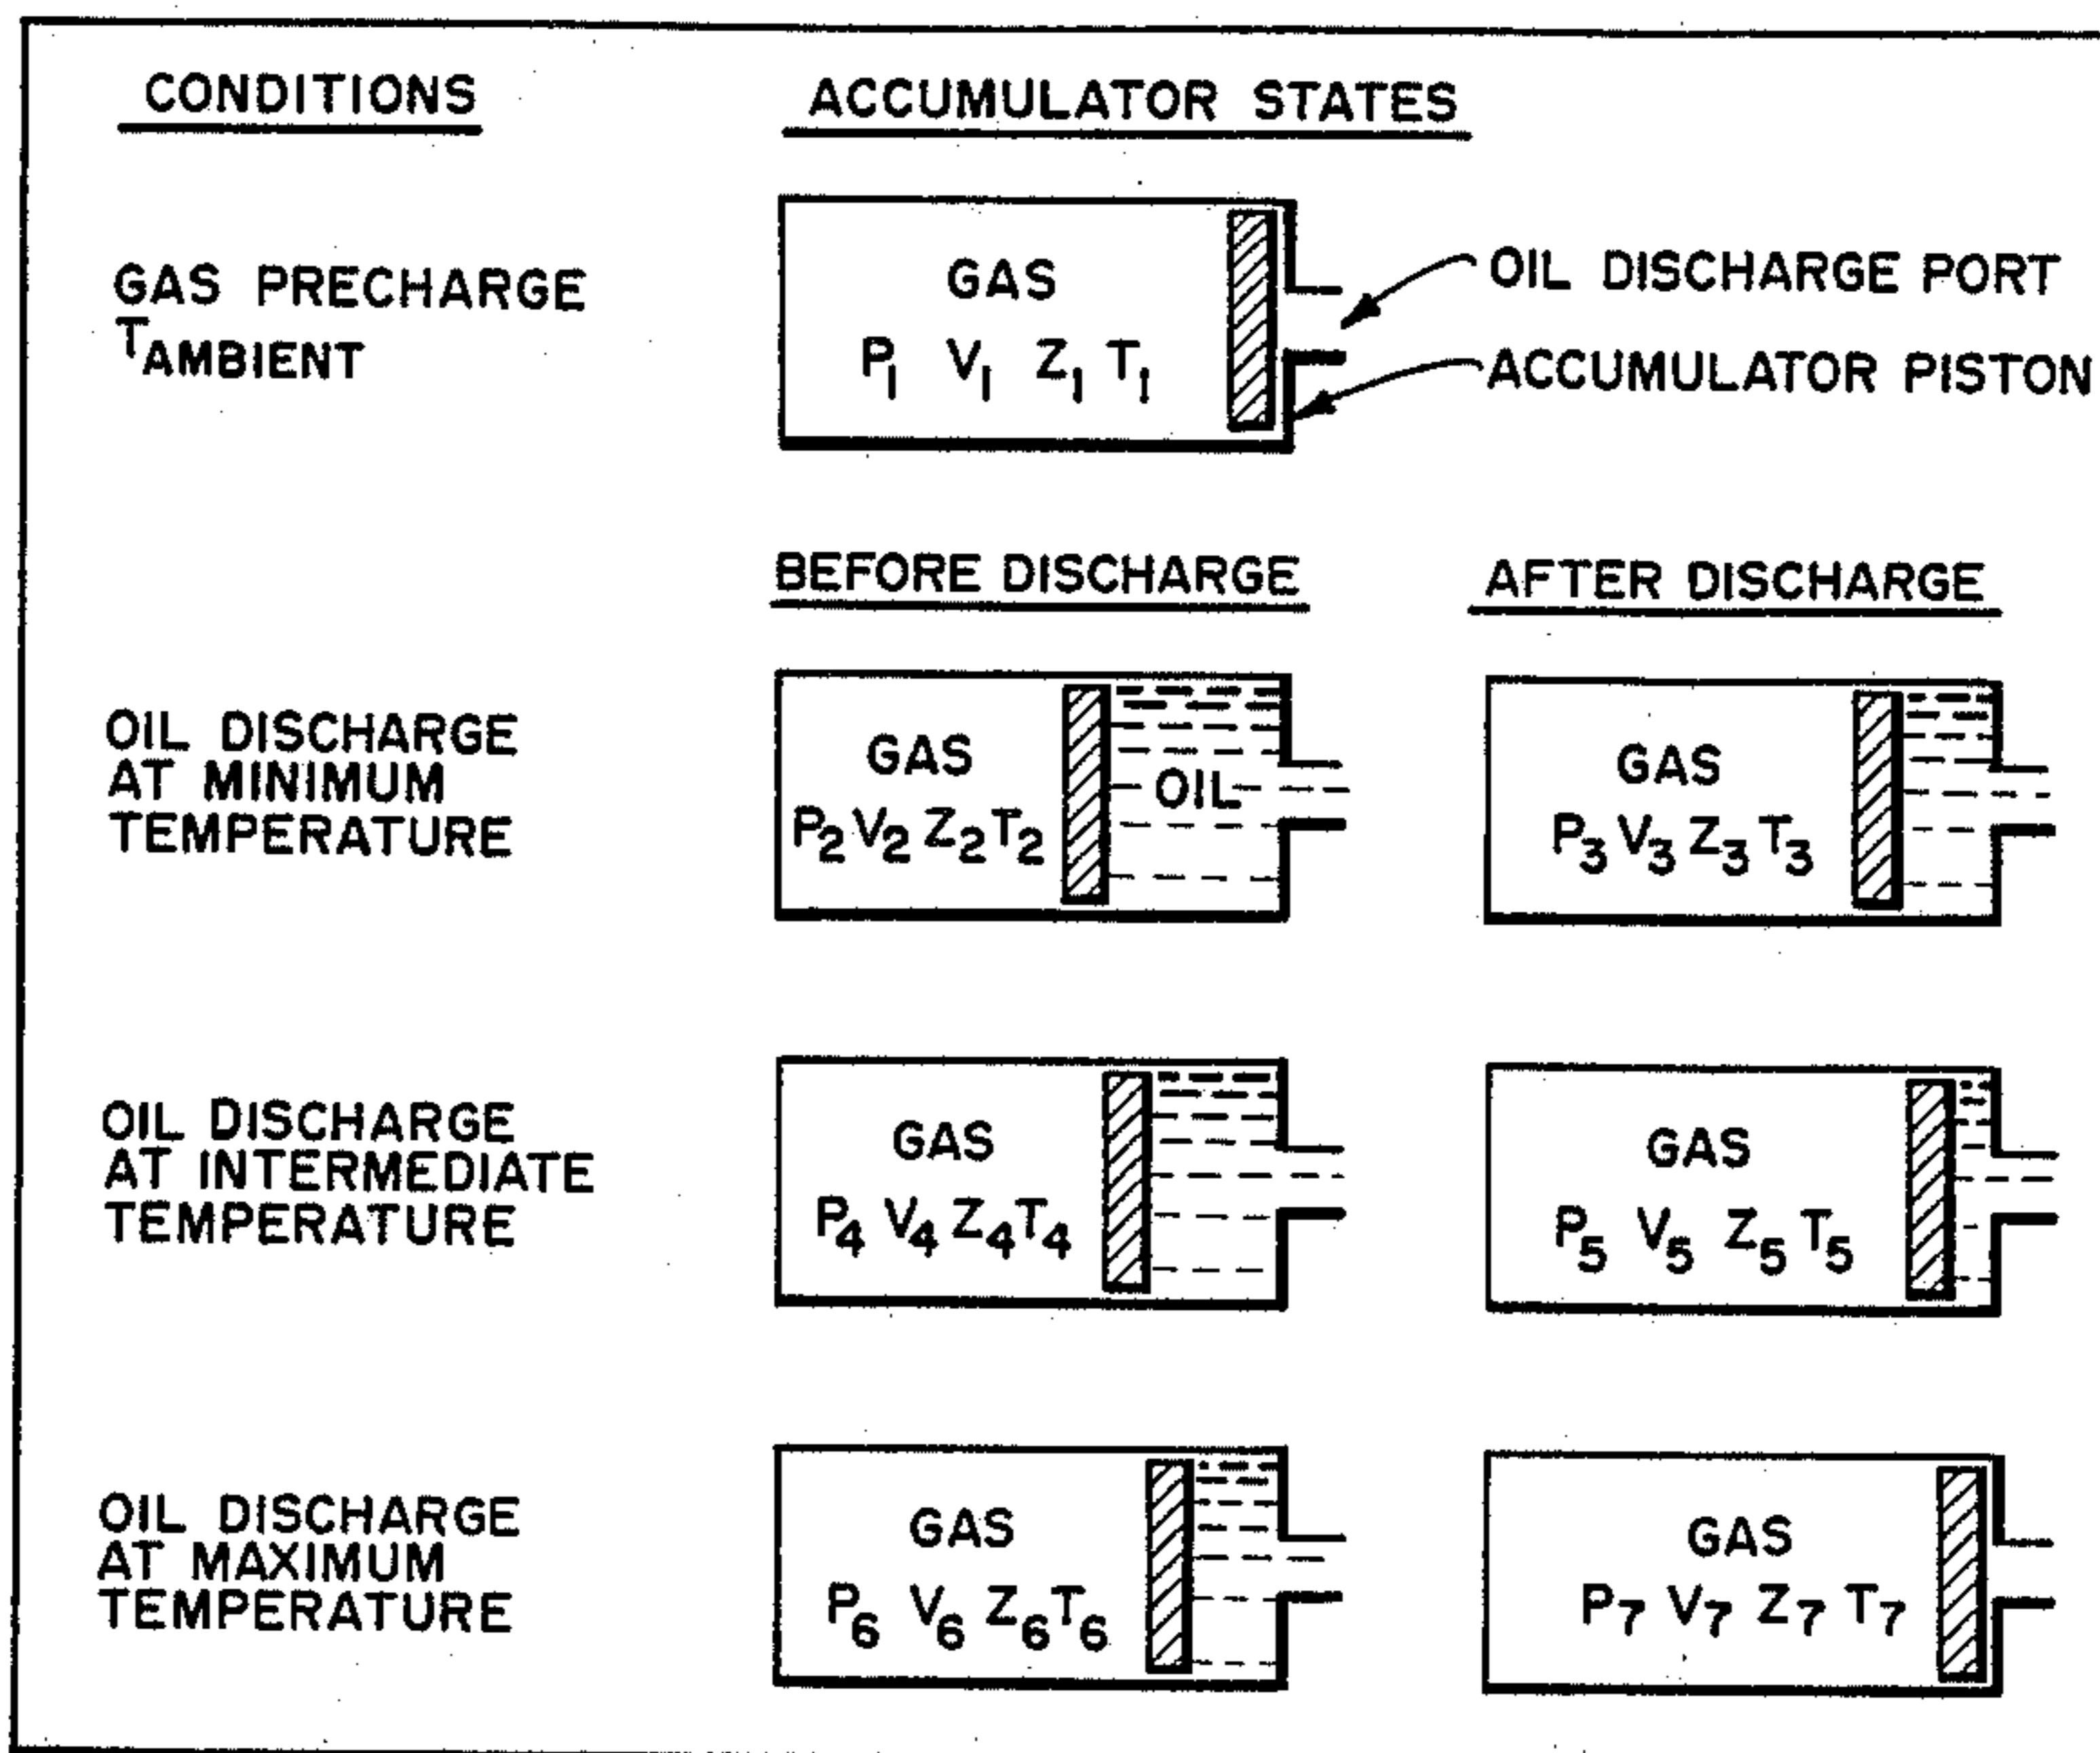 CONDITIONS
ACCUMULATOR STATES
GAS PRECHARGE
TAMBIENT
GAS
P1 V1 Z1 T1
OIL DISCHARGE PORT
ACCUMULATOR PISTON
BEFORE DISCHARGE
AFTER DISCHARGE
OIL DISCHARGE
AT MINIMUM
TEMPERATURE
GAS
P2 V2 Z2 T2
OIL
GAS
P3 V3 Z3 T3
OIL DISCHARGE
AT INTERMEDIATE
TEMPERATURE
GAS
P4 V4 Z4 T4
GAS
P5 V5 Z5 T5
OIL DISCHARGE
AT MAXIMUM
TEMPERATURE
GAS
P6 V6 Z6 T6
GAS
P7 V7 Z7 T7